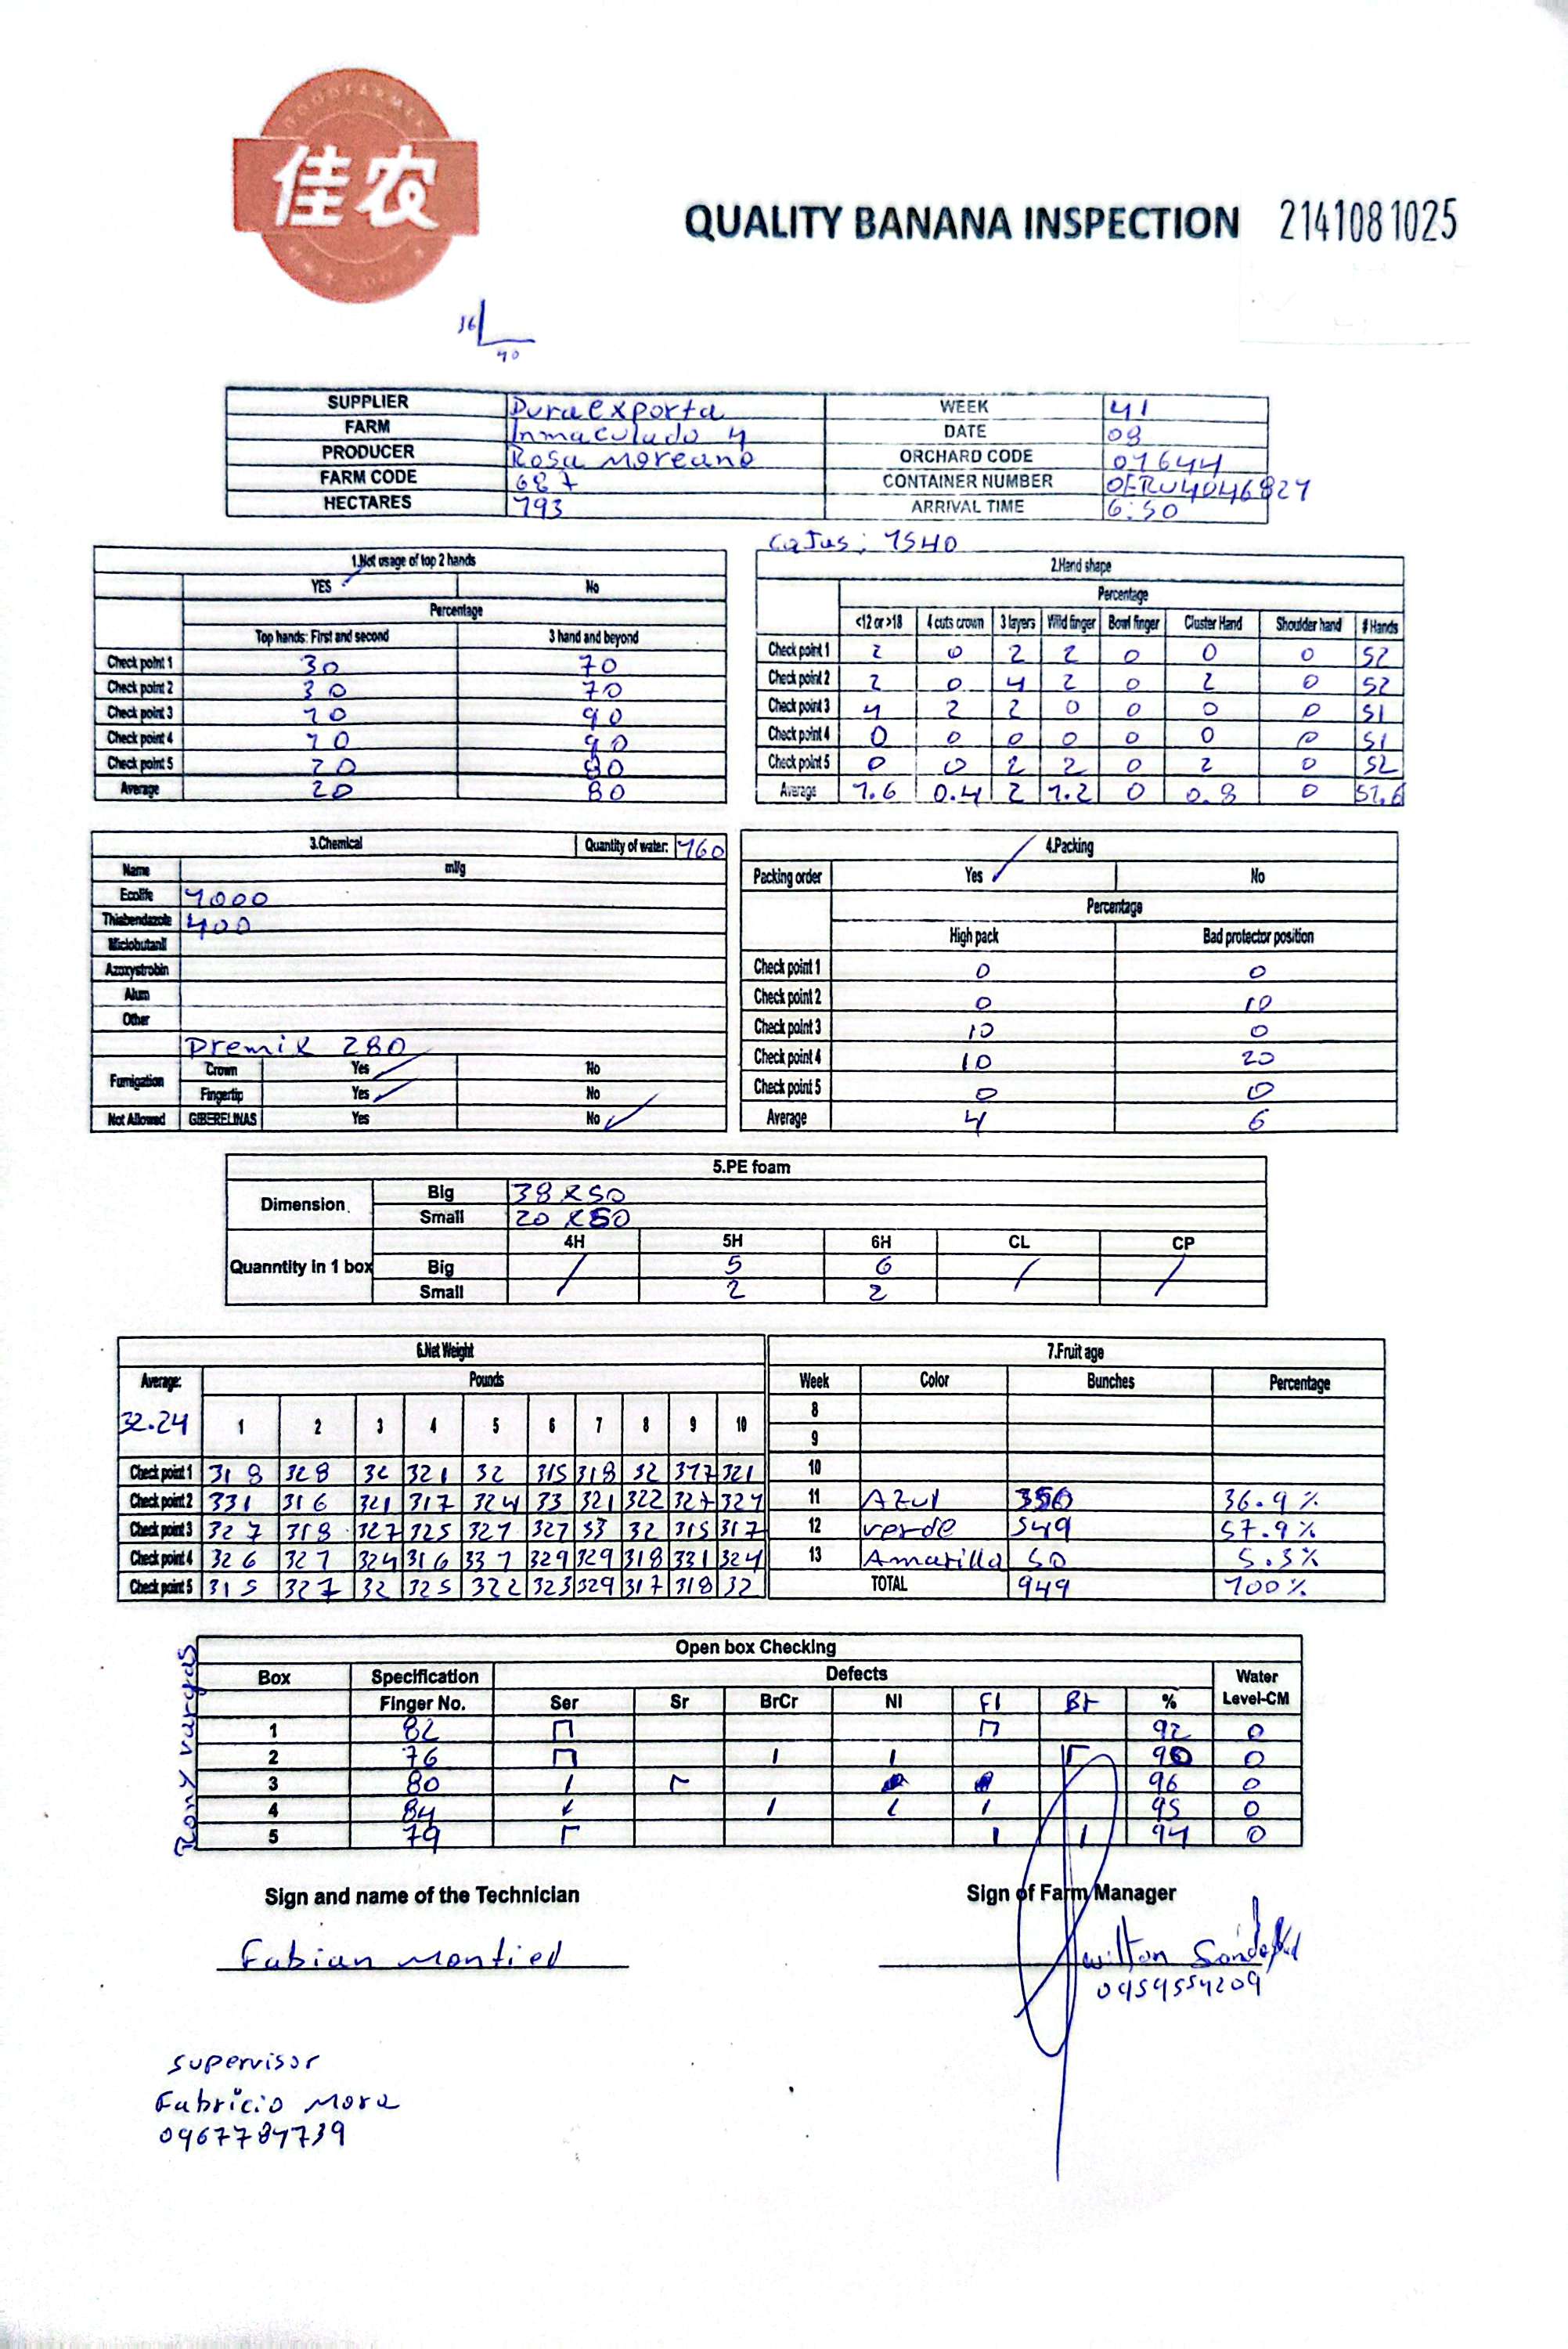 GOODFARMER
佳农
QUALITY BANANA INSPECTION 2141081025
16
40
SUPPLIER Puraexporta WEEK 41
FARM Inmaculado 4 DATE 08
PRODUCER Rosa Moreano ORCHARD CODE 01644
FARM CODE 687 CONTAINER NUMBER OERU4046827
HECTARES 193 ARRIVAL TIME 6:50
Cajas: 1540
1.Not usage of top 2 hands
YES ✓ No
Percentage
Top hands: First and second 3 hand and beyond
Check point 1 30 70
Check point 2 30 70
Check point 3 10 90
Check point 4 10 90
Check point 5 20 80
Average 20 80
2.Hand shape
Percentage
<12 or >18 4 cuts crown 3 layers Wild finger Bowl finger Cluster Hand Shoulder hand # Hands
Check point 1 2 0 2 2 0 0 0 52
Check point 2 2 0 4 2 0 2 0 52
Check point 3 4 2 2 0 0 0 0 51
Check point 4 0 0 0 0 0 0 0 51
Check point 5 0 0 2 2 0 2 0 52
Average 1.6 0.4 2 1.2 0 0.8 0 51.6
3.Chemical Quantity of water: 160
Name ml/g
Ecolife 1000
Thiabendazole 400
Miclobutanil
Azoxystrobin
Alum
Other
Premix 280
Fumigation Crown Yes ✓ No
Fingertip Yes ✓ No
Not Allowed GIBERELINAS Yes No ✓
4.Packing
Packing order Yes ✓ No
Percentage
High pack Bad protector position
Check point 1 0 0
Check point 2 0 10
Check point 3 10 0
Check point 4 10 20
Check point 5 0 0
Average 4 6
5.PE foam
Dimension Big 38 x 50
Small 20 x 50
4H 5H 6H CL CP
Quanntity in 1 box Big / 5 6 / /
Small 2 2
6.Net Weight
Average: Pounds
32.24 1 2 3 4 5 6 7 8 9 10
Check point 1 318 328 32 321 32 315 318 32 317 321
Check point 2 331 316 321 317 324 33 321 322 327 321
Check point 3 327 318 327 325 321 327 33 32 315 317
Check point 4 326 321 324 316 331 329 329 318 331 324
Check point 5 315 327 32 325 322 323 329 317 318 32
7.Fruit age
Week Color Bunches Percentage
8
9
10
11 Azul 350 36.9%
12 verde 549 57.9%
13 Amarilla 50 5.3%
TOTAL 949 100%
Rony vargas
Open box Checking
Box Specification Defects Water
Finger No. Ser Sr BrCr NI Fl Br % Level-CM
1 82 92 0
2 76 90 0
3 80 96 0
4 84 95 0
5 79 94 0
Sign and name of the Technician Sign of Farm Manager
Fabian Montiel
wilton
0959554209
supervisor
Fabricio Mora
0967787739